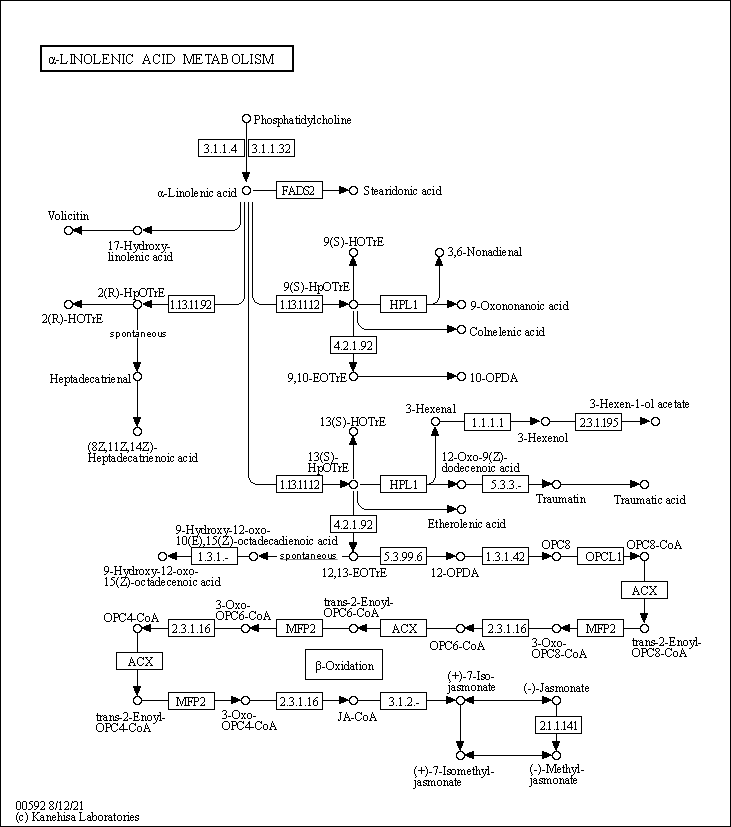 α-LINOLENIC ACID METABOLISM
Phosphatidylcholine
3.1.1.4
3.1.1.32
α-Linolenic acid
FADS2
Stearidonic acid
Volicitin
17-Hydroxy-
linolenic acid
9(S)-HOTrE
3,6-Nonadienal
2(R)-HpOTrE
1.13.11.92
9(S)-HpOTrE
1.13.11.12
HPL1
9-Oxononanoic acid
2(R)-HOTrE
spontaneous
Colnelenic acid
4.2.1.92
Heptadecatrienal
9,10-EOTrE
10-OPDA
(8Z,11Z,14Z)-
Heptadecatrienoic acid
13(S)-HOTrE
3-Hexenal
1.1.1.1
3-Hexenol
2.3.1.195
3-Hexen-1-ol acetate
13(S)-
HpOTrE
12-Oxo-9(Z)-
dodecenoic acid
1.13.11.12
HPL1
5.3.3.-
Traumatin
Traumatic acid
Etherolenic acid
4.2.1.92
9-Hydroxy-12-oxo-
10(E),15(Z)-octadecadienoic acid
1.3.1.-
spontaneous
5.3.99.6
1.3.1.42
OPC8
OPCL1
OPC8-CoA
9-Hydroxy-12-oxo-
15(Z)-octadecenoic acid
12,13-EOTrE
12-OPDA
ACX
OPC4-CoA
2.3.1.16
3-Oxo-
OPC6-CoA
MFP2
trans-2-Enoyl-
OPC6-CoA
ACX
OPC6-CoA
2.3.1.16
3-Oxo-
OPC8-CoA
MFP2
trans-2-Enoyl-
OPC8-CoA
ACX
β-Oxidation
trans-2-Enoyl-
OPC4-CoA
MFP2
3-Oxo-
OPC4-CoA
2.3.1.16
JA-CoA
3.1.2.-
(+)-7-Iso-
jasmonate
(-)-Jasmonate
2.1.1.141
(+)-7-Isomethyl-
jasmonate
(-)-Methyl-
jasmonate
00592 8/12/21
(c) Kanehisa Laboratories